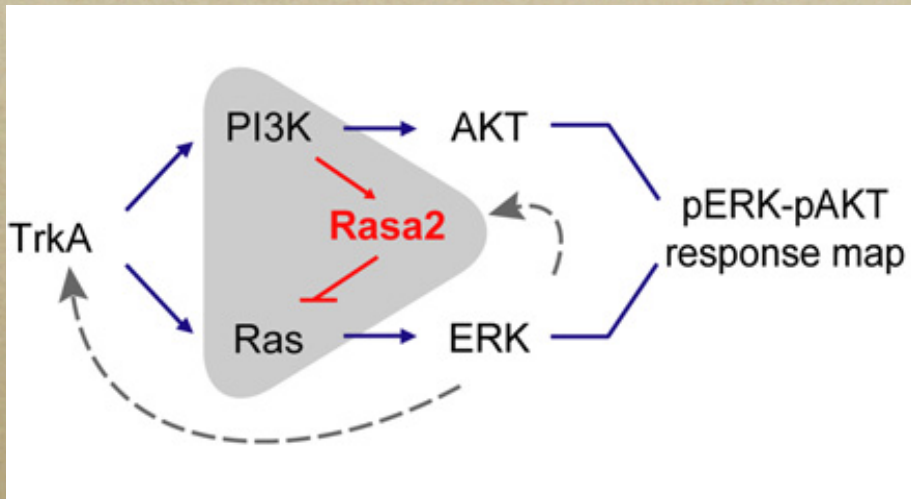 PI3K
AKT
TrkA
Rasa2
pERK-pAKT
response map
Ras
ERK